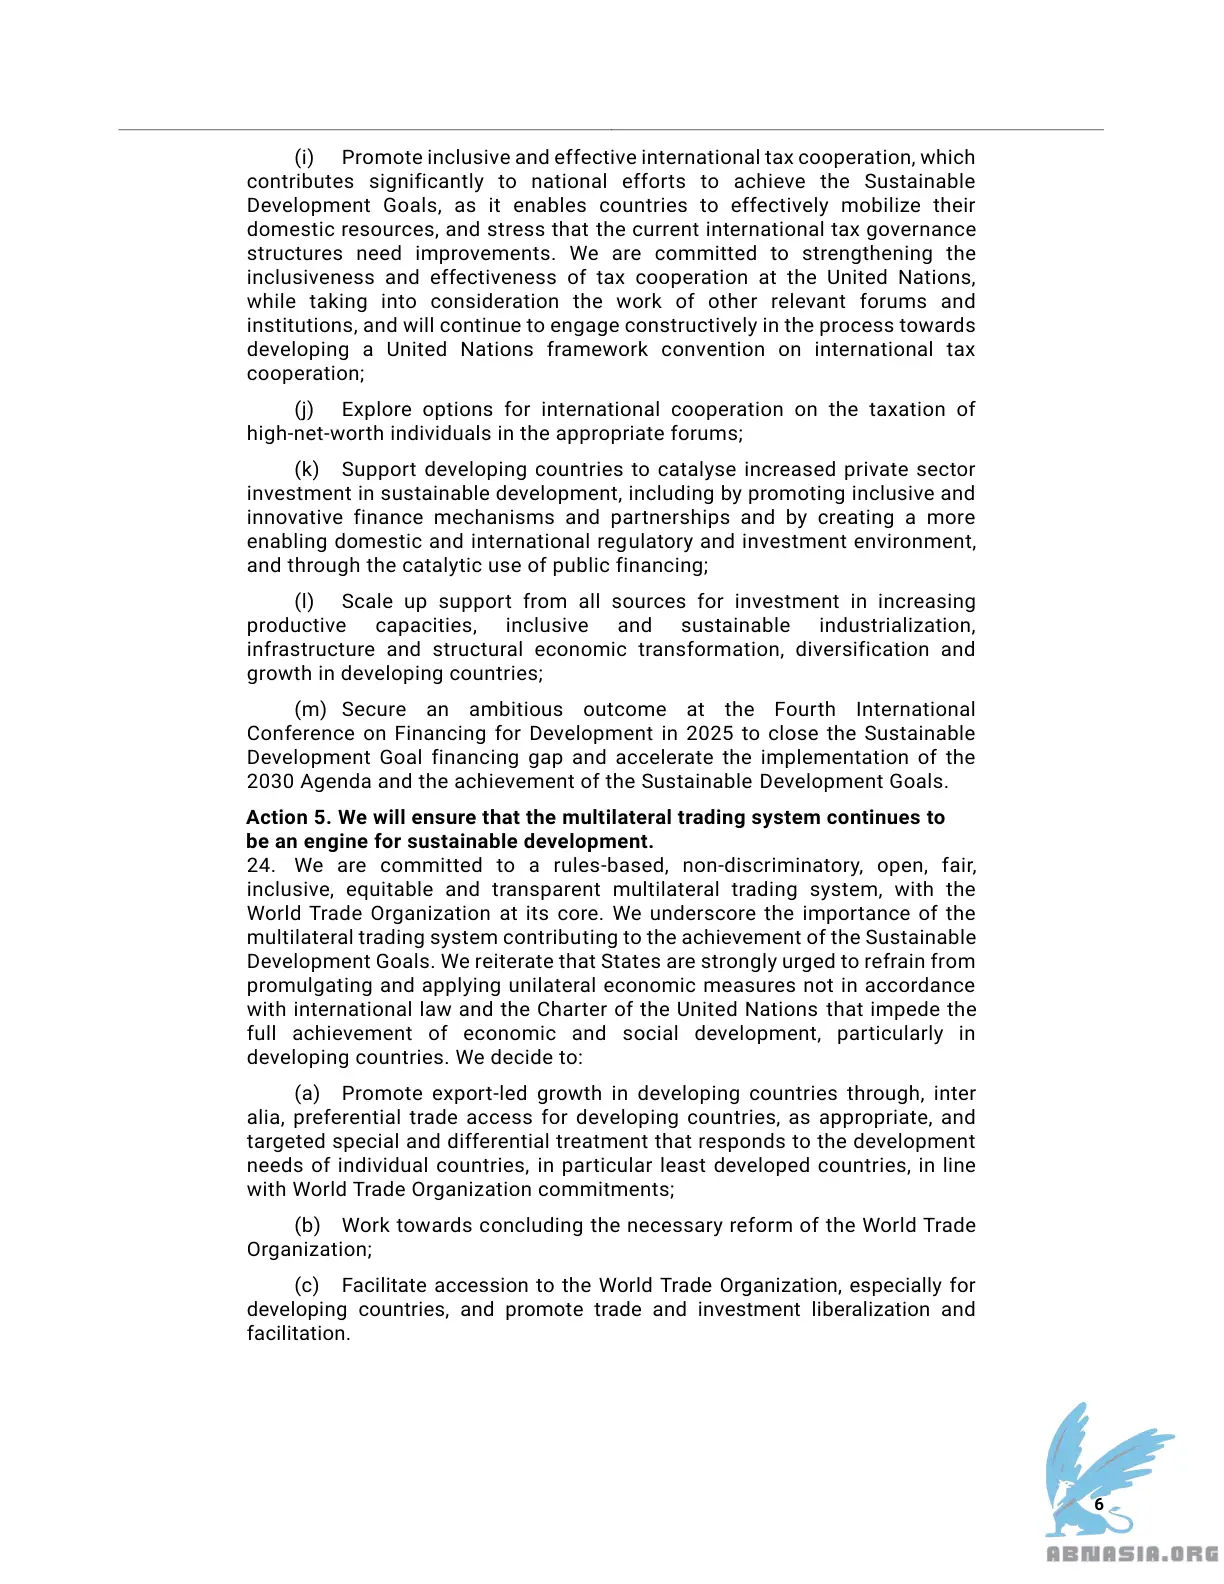 (i) Promote inclusive and effective international tax cooperation, which
contributes significantly to national efforts to achieve the Sustainable
Development Goals, as it enables countries to effectively mobilize their
domestic resources, and stress that the current international tax governance
structures need improvements. We are committed to strengthening the
inclusiveness and effectiveness of tax cooperation at the United Nations,
while taking into consideration the work of other relevant forums and
institutions, and will continue to engage constructively in the process towards
developing a United Nations framework convention on international tax
cooperation;
(j) Explore options for international cooperation on the taxation of
high-net-worth individuals in the appropriate forums;
(k) Support developing countries to catalyse increased private sector
investment in sustainable development, including by promoting inclusive and
innovative finance mechanisms and partnerships and by creating a more
enabling domestic and international regulatory and investment environment,
and through the catalytic use of public financing;
(l) Scale up support from all sources for investment in increasing
productive capacities, inclusive and sustainable industrialization,
infrastructure and structural economic transformation, diversification and
growth in developing countries;
(m) Secure an ambitious outcome at the Fourth International
Conference on Financing for Development in 2025 to close the Sustainable
Development Goal financing gap and accelerate the implementation of the
2030 Agenda and the achievement of the Sustainable Development Goals.
Action 5. We will ensure that the multilateral trading system continues to
be an engine for sustainable development.
24. We are committed to a rules-based, non-discriminatory, open, fair,
inclusive, equitable and transparent multilateral trading system, with the
World Trade Organization at its core. We underscore the importance of the
multilateral trading system contributing to the achievement of the Sustainable
Development Goals. We reiterate that States are strongly urged to refrain from
promulgating and applying unilateral economic measures not in accordance
with international law and the Charter of the United Nations that impede the
full achievement of economic and social development, particularly in
developing countries. We decide to:
(a) Promote export-led growth in developing countries through, inter
alia, preferential trade access for developing countries, as appropriate, and
targeted special and differential treatment that responds to the development
needs of individual countries, in particular least developed countries, in line
with World Trade Organization commitments;
(b) Work towards concluding the necessary reform of the World Trade
Organization;
(c) Facilitate accession to the World Trade Organization, especially for
developing countries, and promote trade and investment liberalization and
facilitation.
6
ABNASIA.ORG